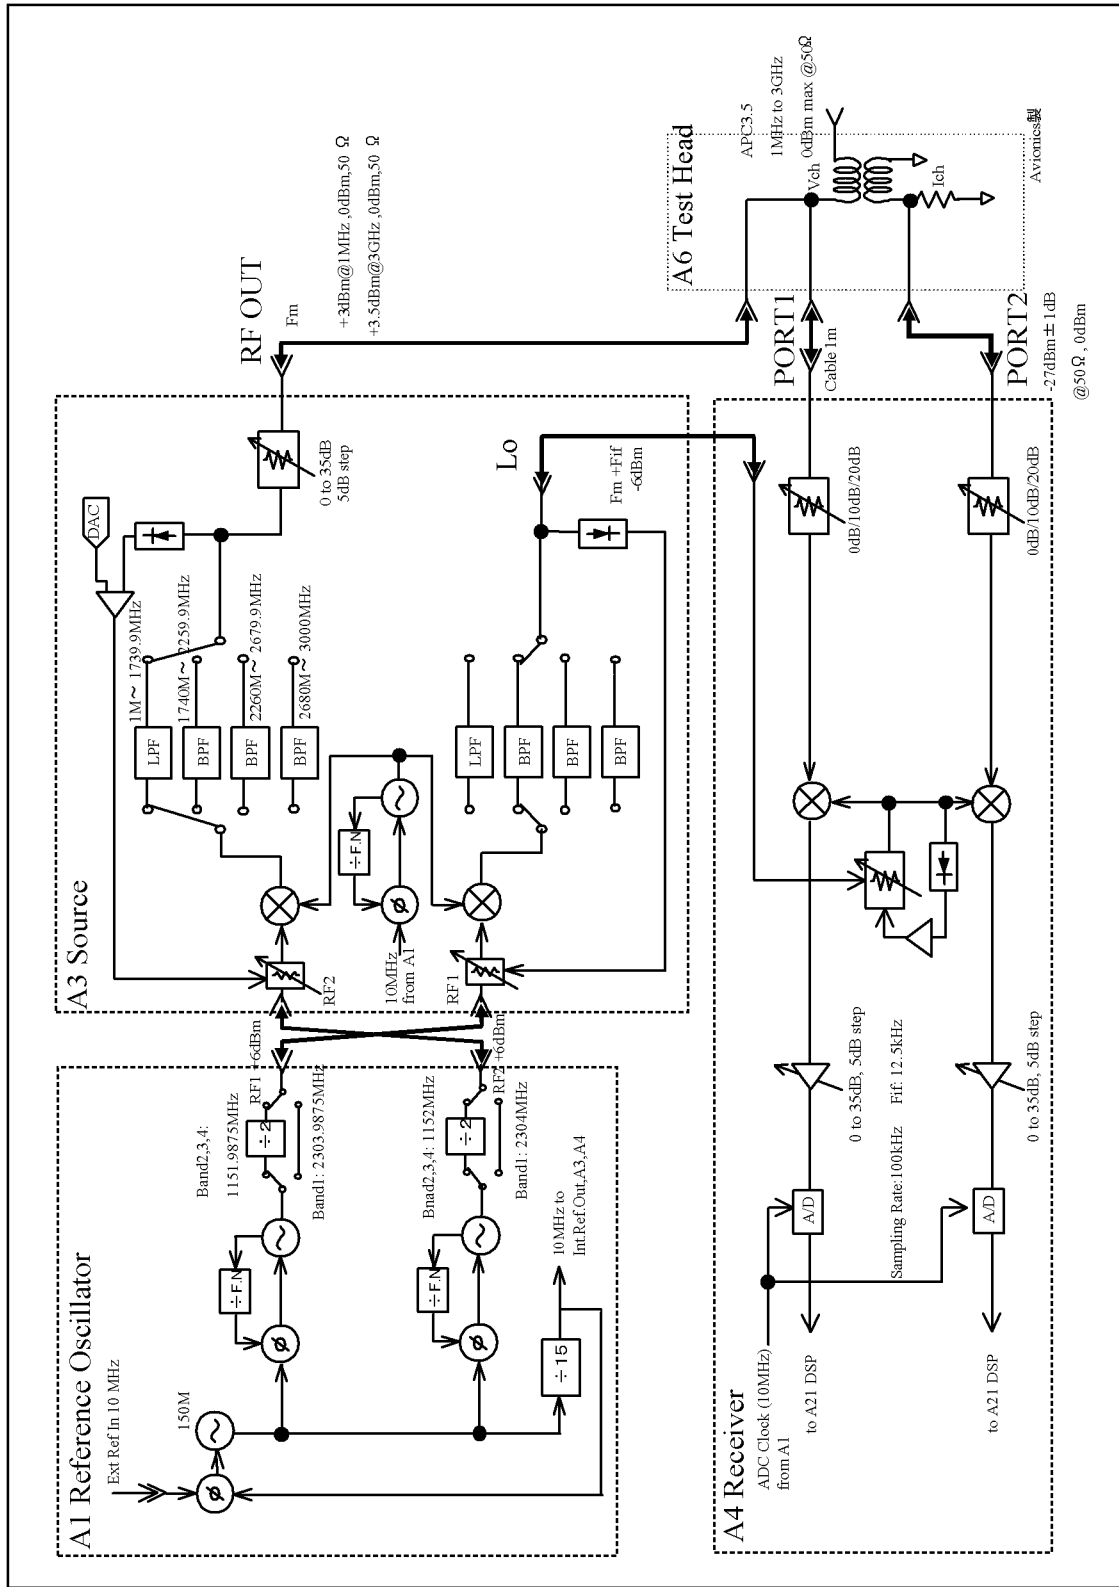 A1 Reference Oscillator
Ext Ref In 10 MHz
150M
ø
ø
÷F.N
ø
÷F.N
÷15
10MHz to
Int.Ref.Out,A3,A4
Band2,3,4:
1151.9875MHz
÷2
Band1: 2303.9875MHz
RF1 +6dBm
Bnad2,3,4: 1152MHz
÷2
Band1: 2304MHz
RF2 +6dBm
A3 Source
RF2
10MHz
from A1
ø
÷F.N
RF1
LPF
1M~ 1739.9MHz
BPF
1740M~ 2259.9MHz
BPF
2260M~ 2679.9MHz
BPF
2680M~ 3000MHz
DAC
0 to 35dB
5dB step
LPF
BPF
BPF
BPF
Lo
Fm +Fif
-6dBm
RF OUT
Fm
+3dBm@1MHz ,0dBm,50 Ω
+3.5dBm@3GHz ,0dBm,50 Ω
A6 Test Head
APC3.5
1MHz to 3GHz
0dBm max @50Ω
Vch
Ich
Avionics製
PORT1
Cable 1m
PORT2
-27dBm± 1dB
@50Ω , 0dBm
A4 Receiver
ADC Clock (10MHz)
from A1
to A21 DSP
A/D
0 to 35dB, 5dB step
0dB/10dB/20dB
Sampling Rate:100kHz Fif: 12.5kHz
to A21 DSP
A/D
0 to 35dB, 5dB step
0dB/10dB/20dB